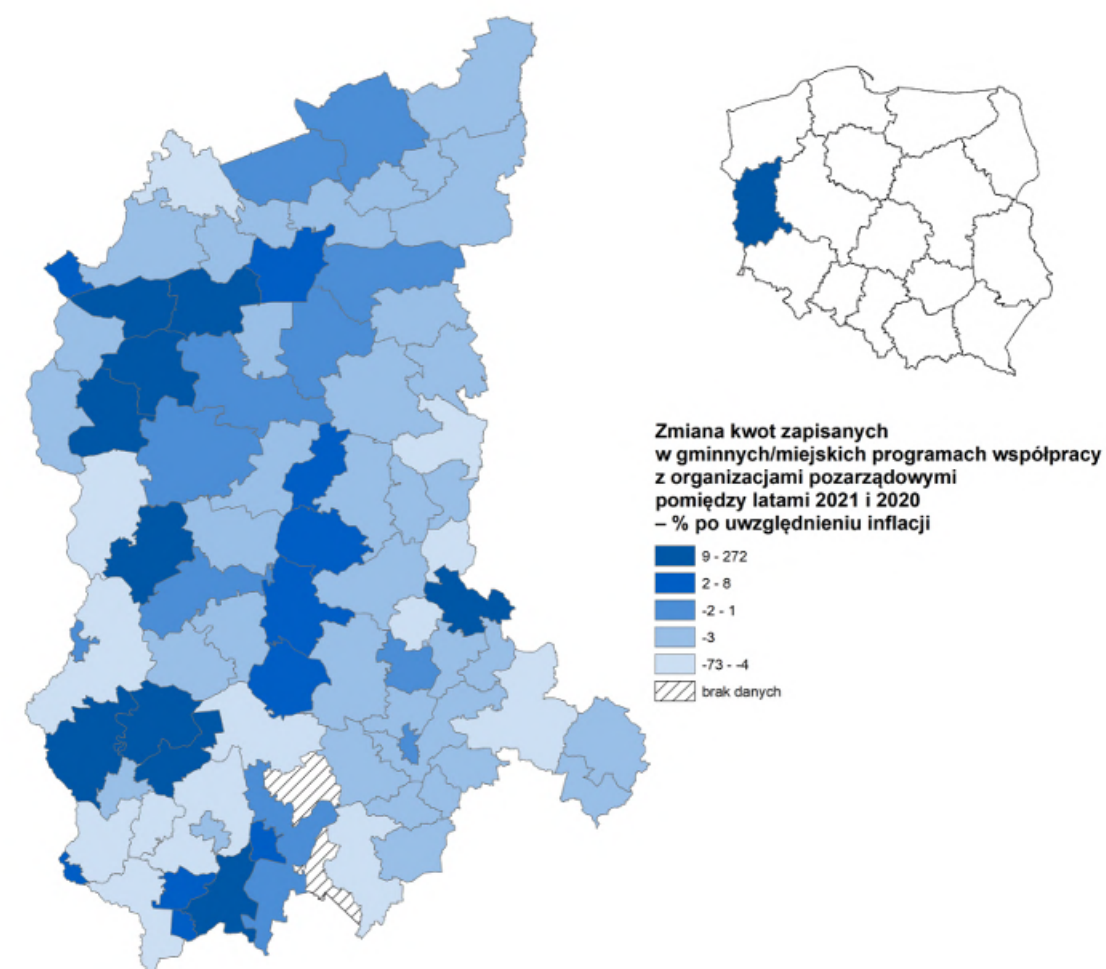 Zmiana kwot zapisanych
w gminnych/miejskich programach współpracy
z organizacjami pozarządowymi
pomiędzy latami 2021 i 2020
– % po uwzględnieniu inflacji
9 - 272
2 - 8
-2 - 1
-3
-73 - -4
brak danych